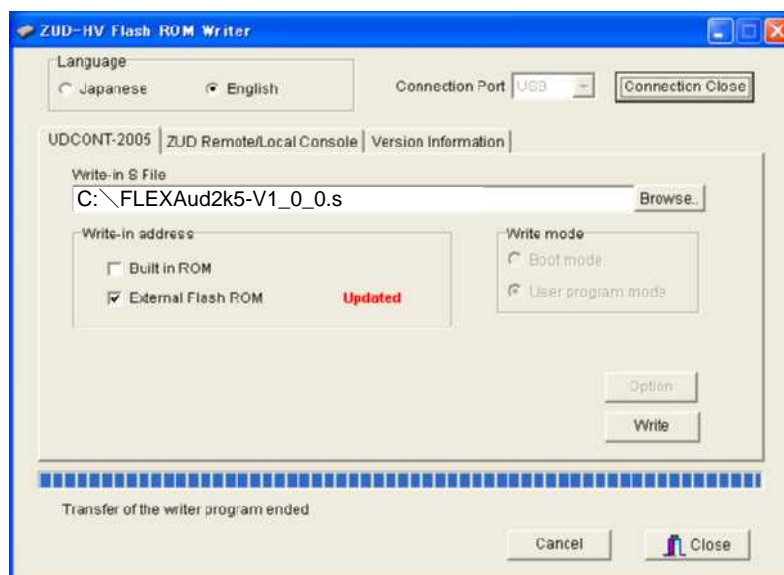 ZUD-HV Flash ROM Writer
Language
Japanese
English
Connection Port
USB
Connection Close
UDCONT-2005
ZUD Remote/Local Console
Version Information
Write-in S File
C:＼FLEXAud2k5-V1_0_0.s
Browse..
Write-in address
Built in ROM
External Flash ROM
Updated
Write mode
Boot mode
User program mode
Option
Write
Transfer of the writer program ended
Cancel
Close